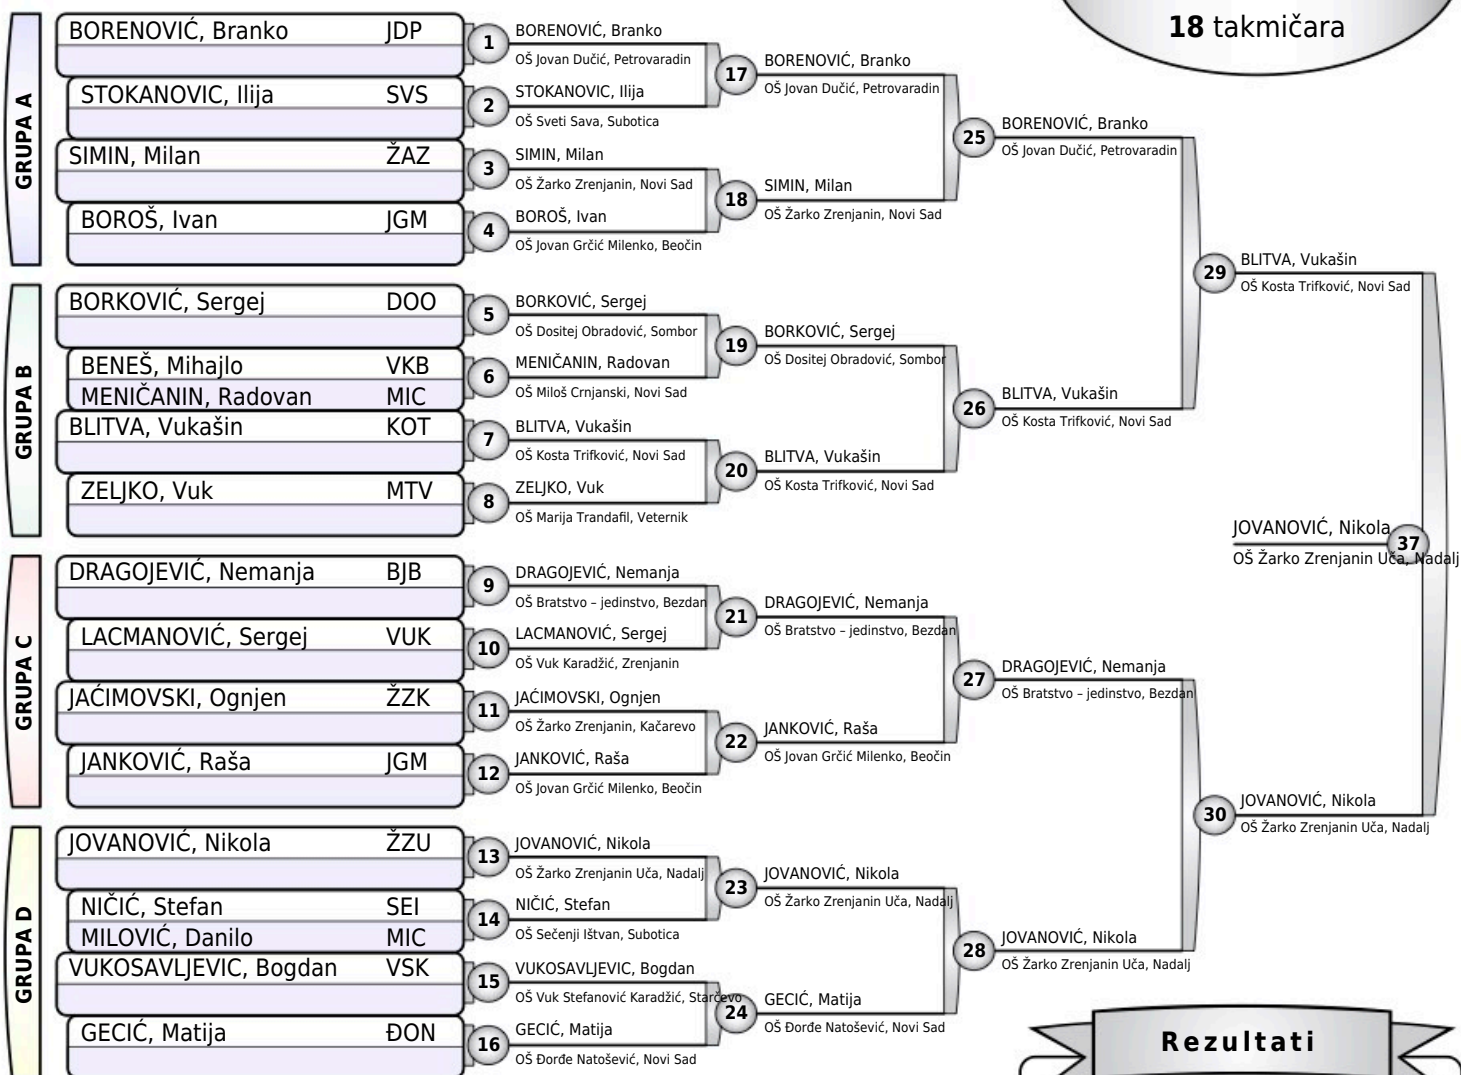 18 takmičara
GRUPA A
BORENOVIĆ, Branko JDP
STOKANOVIC, Ilija SVS
SIMIN, Milan ŽAZ
BOROŠ, Ivan JGM
GRUPA B
BORKOVIĆ, Sergej DOO
BENEŠ, Mihajlo VKB
MENIČANIN, Radovan MIC
BLITVA, Vukašin KOT
ZELJKO, Vuk MTV
GRUPA C
DRAGOJEVIĆ, Nemanja BJB
LACMANOVIĆ, Sergej VUK
JAĆIMOVSKI, Ognjen ŽZK
JANKOVIĆ, Raša JGM
GRUPA D
JOVANOVIĆ, Nikola ŽZU
NIČIĆ, Stefan SEI
MILOVIĆ, Danilo MIC
VUKOSAVLJEVIC, Bogdan VSK
GECIĆ, Matija ĐON
1 BORENOVIĆ, Branko
OŠ Jovan Dučić, Petrovaradin
2 STOKANOVIC, Ilija
OŠ Sveti Sava, Subotica
3 SIMIN, Milan
OŠ Žarko Zrenjanin, Novi Sad
4 BOROŠ, Ivan
OŠ Jovan Grčić Milenko, Beočin
5 BORKOVIĆ, Sergej
OŠ Dositej Obradović, Sombor
6 MENIČANIN, Radovan
OŠ Miloš Crnjanski, Novi Sad
7 BLITVA, Vukašin
OŠ Kosta Trifković, Novi Sad
8 ZELJKO, Vuk
OŠ Marija Trandafil, Veternik
9 DRAGOJEVIĆ, Nemanja
OŠ Bratstvo – jedinstvo, Bezdan
10 LACMANOVIĆ, Sergej
OŠ Vuk Karadžić, Zrenjanin
11 JAĆIMOVSKI, Ognjen
OŠ Žarko Zrenjanin, Kačarevo
12 JANKOVIĆ, Raša
OŠ Jovan Grčić Milenko, Beočin
13 JOVANOVIĆ, Nikola
OŠ Žarko Zrenjanin Uča, Nadalj
14 NIČIĆ, Stefan
OŠ Sečenji Ištvan, Subotica
15 VUKOSAVLJEVIC, Bogdan
OŠ Vuk Stefanović Karadžić, Starčevo
16 GECIĆ, Matija
OŠ Đorđe Natošević, Novi Sad
17 BORENOVIĆ, Branko
OŠ Jovan Dučić, Petrovaradin
18 SIMIN, Milan
OŠ Žarko Zrenjanin, Novi Sad
19 BORKOVIĆ, Sergej
OŠ Dositej Obradović, Sombor
20 BLITVA, Vukašin
OŠ Kosta Trifković, Novi Sad
21 DRAGOJEVIĆ, Nemanja
OŠ Bratstvo – jedinstvo, Bezdan
22 JANKOVIĆ, Raša
OŠ Jovan Grčić Milenko, Beočin
23 JOVANOVIĆ, Nikola
OŠ Žarko Zrenjanin Uča, Nadalj
24 GECIĆ, Matija
OŠ Đorđe Natošević, Novi Sad
25 BORENOVIĆ, Branko
OŠ Jovan Dučić, Petrovaradin
26 BLITVA, Vukašin
OŠ Kosta Trifković, Novi Sad
27 DRAGOJEVIĆ, Nemanja
OŠ Bratstvo – jedinstvo, Bezdan
28 JOVANOVIĆ, Nikola
OŠ Žarko Zrenjanin Uča, Nadalj
29 BLITVA, Vukašin
OŠ Kosta Trifković, Novi Sad
30 JOVANOVIĆ, Nikola
OŠ Žarko Zrenjanin Uča, Nadalj
JOVANOVIĆ, Nikola 37
OŠ Žarko Zrenjanin Uča, Nadalj
Rezultati